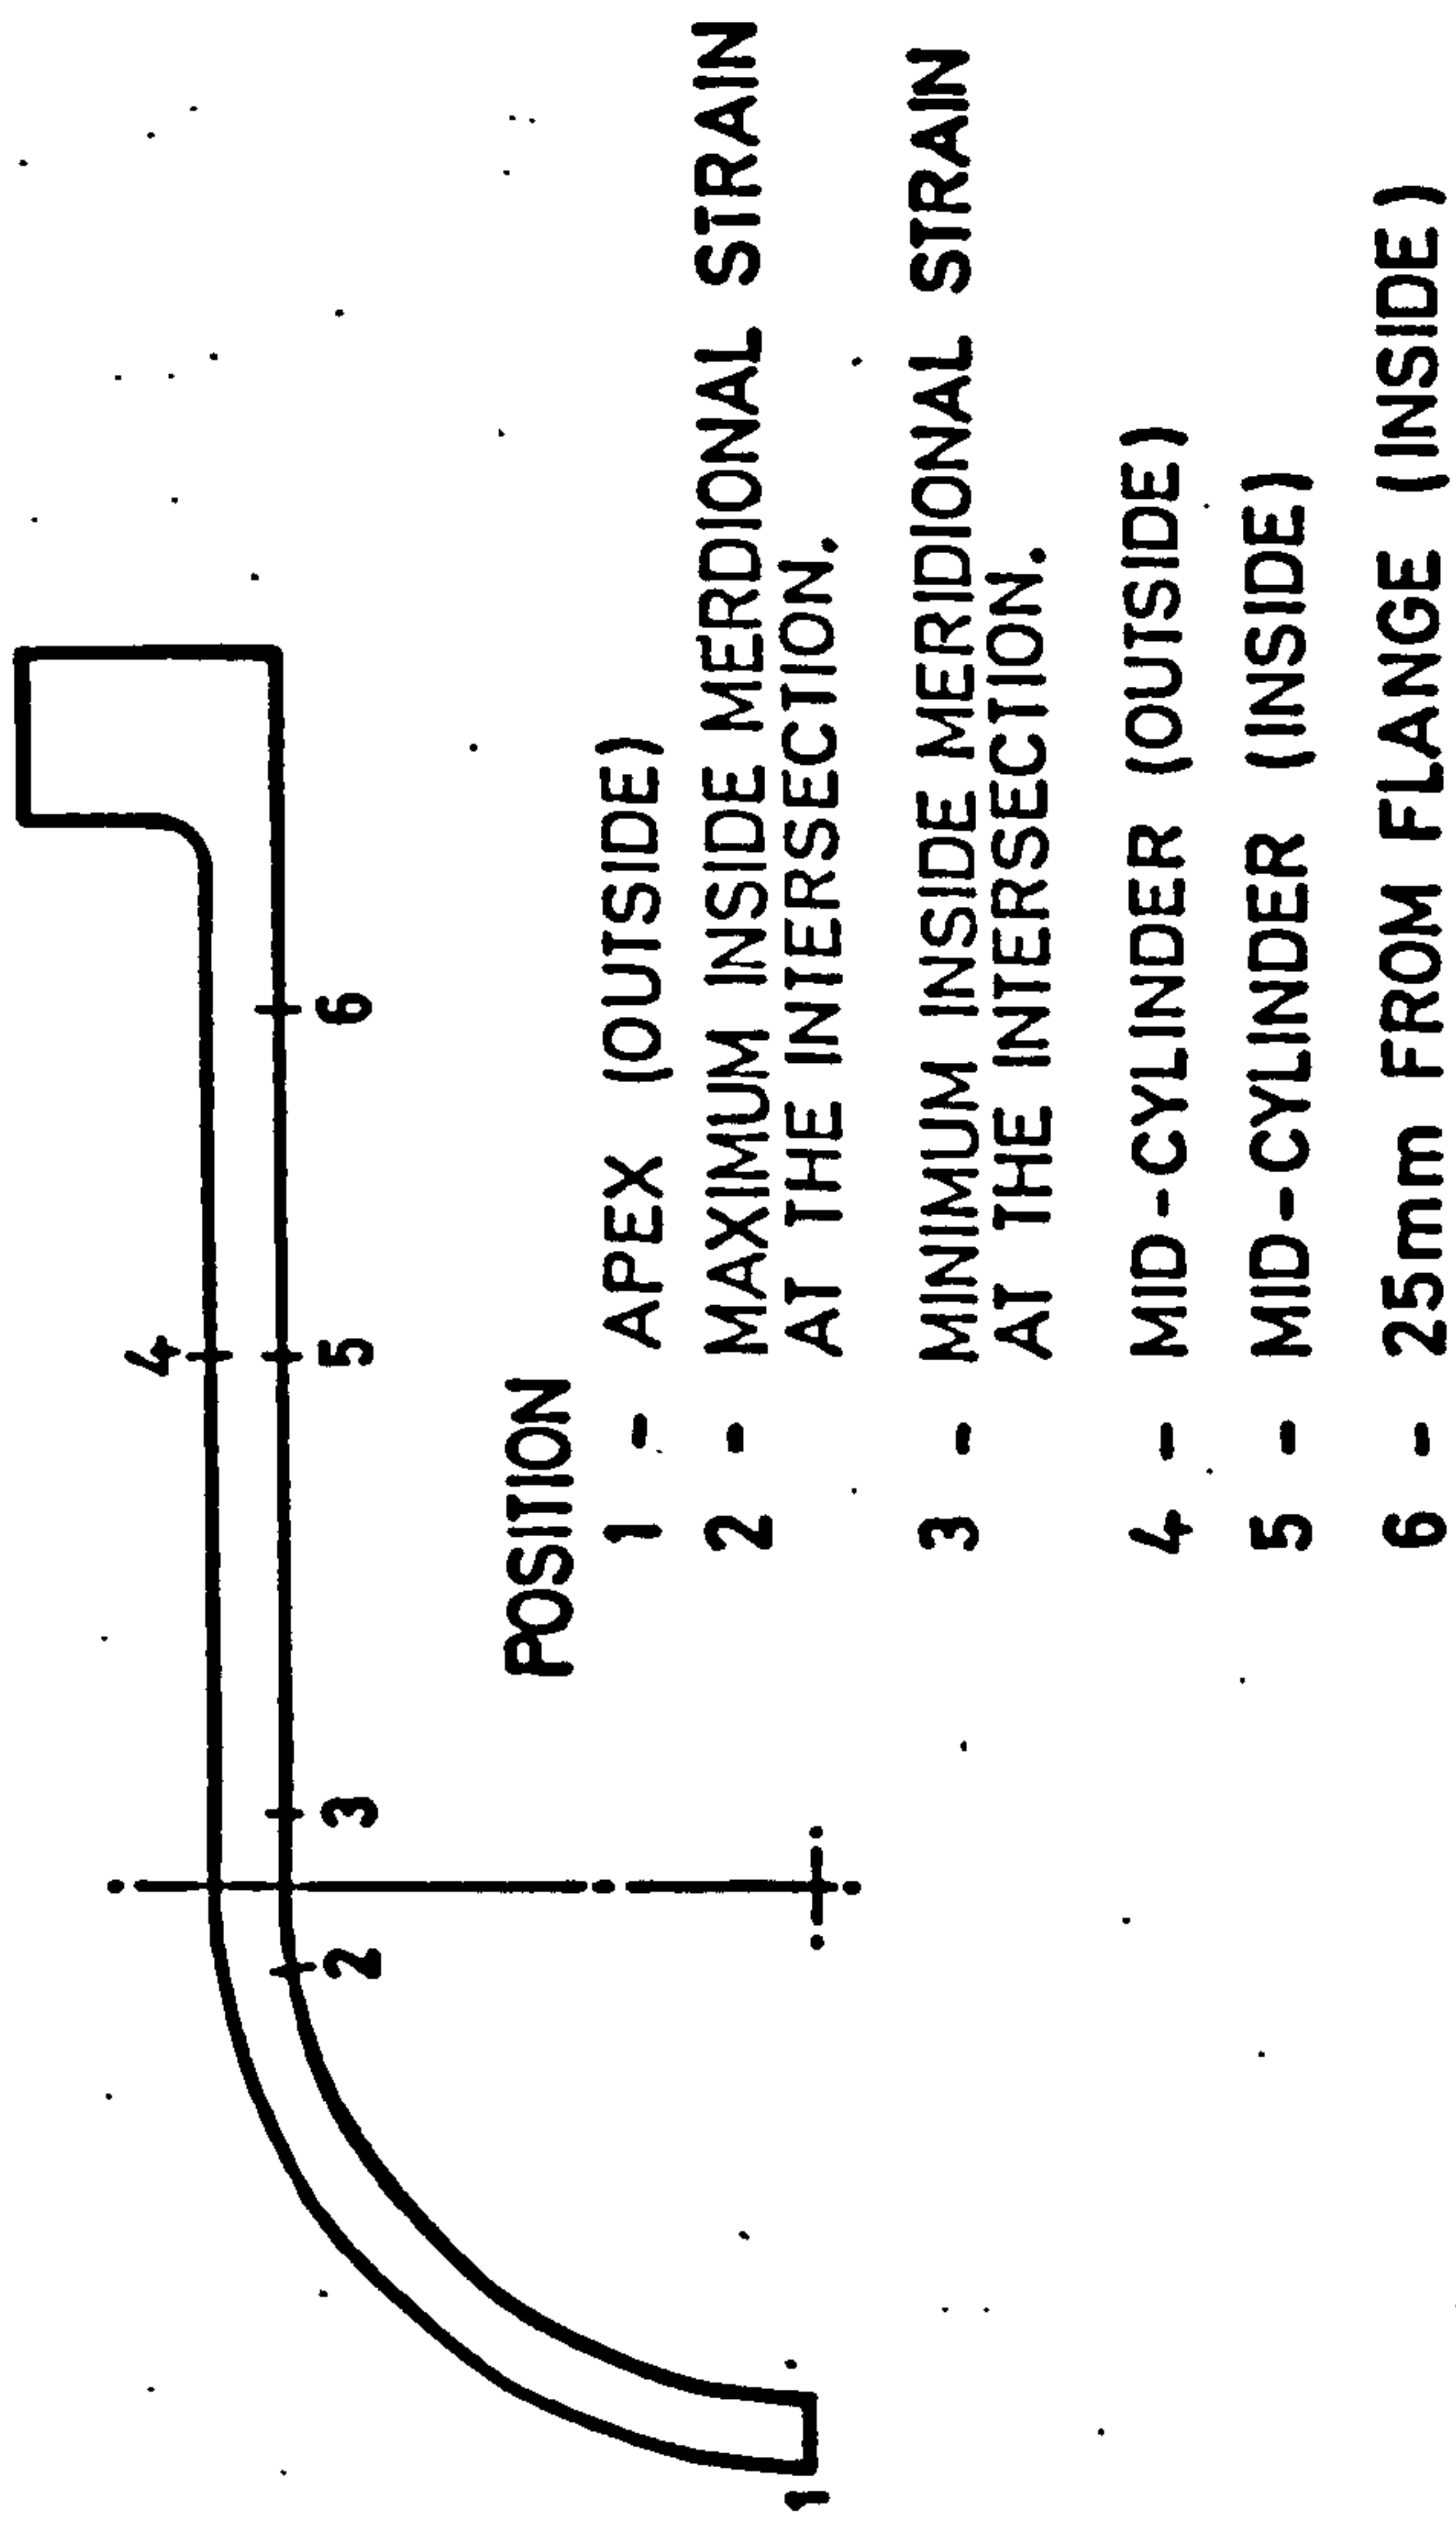 4
1
2
3
5
6
POSITION
1 - APEX (OUTSIDE)
2 - MAXIMUM INSIDE MERDIONAL STRAIN
AT THE INTERSECTION.
3 - MINIMUM INSIDE MERIDIONAL STRAIN
AT THE INTERSECTION.
4 - MID-CYLINDER (OUTSIDE)
5 - MID-CYLINDER (INSIDE)
6 - 25mm FROM FLANGE (INSIDE)